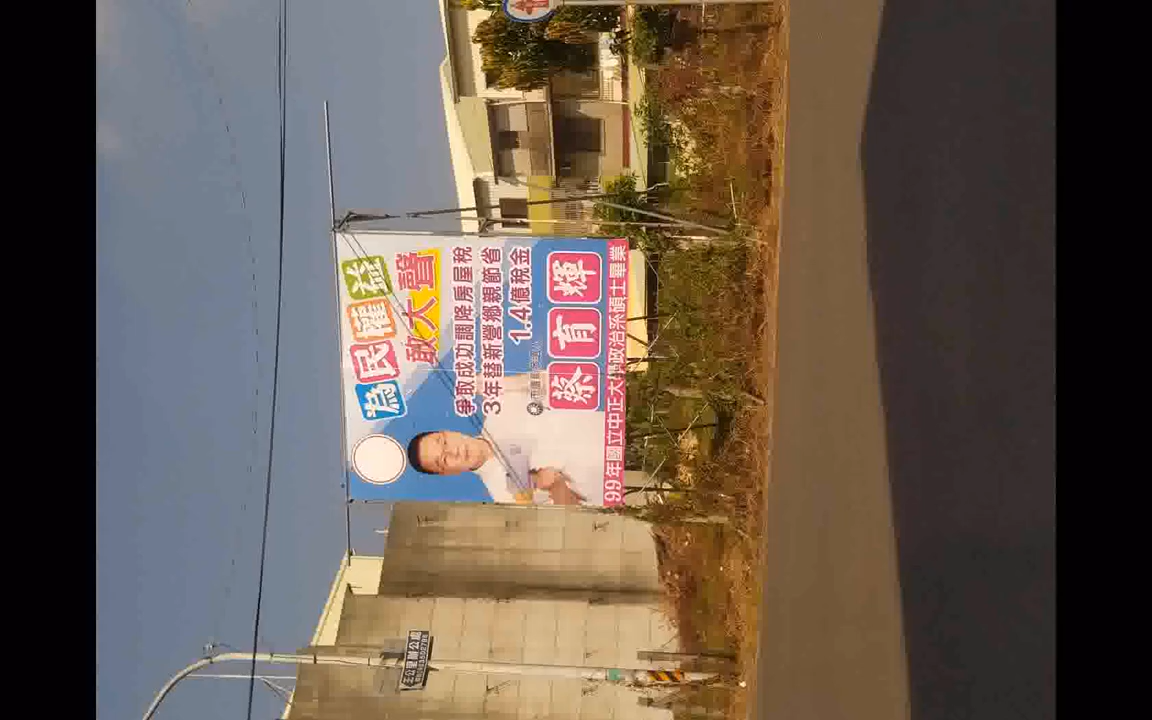 為民權益
敢大聲
爭取成功調降房屋稅
3年替新營鄉親節省
1.4億稅金
蔡育輝
99年國立中正大學政治系碩士畢業